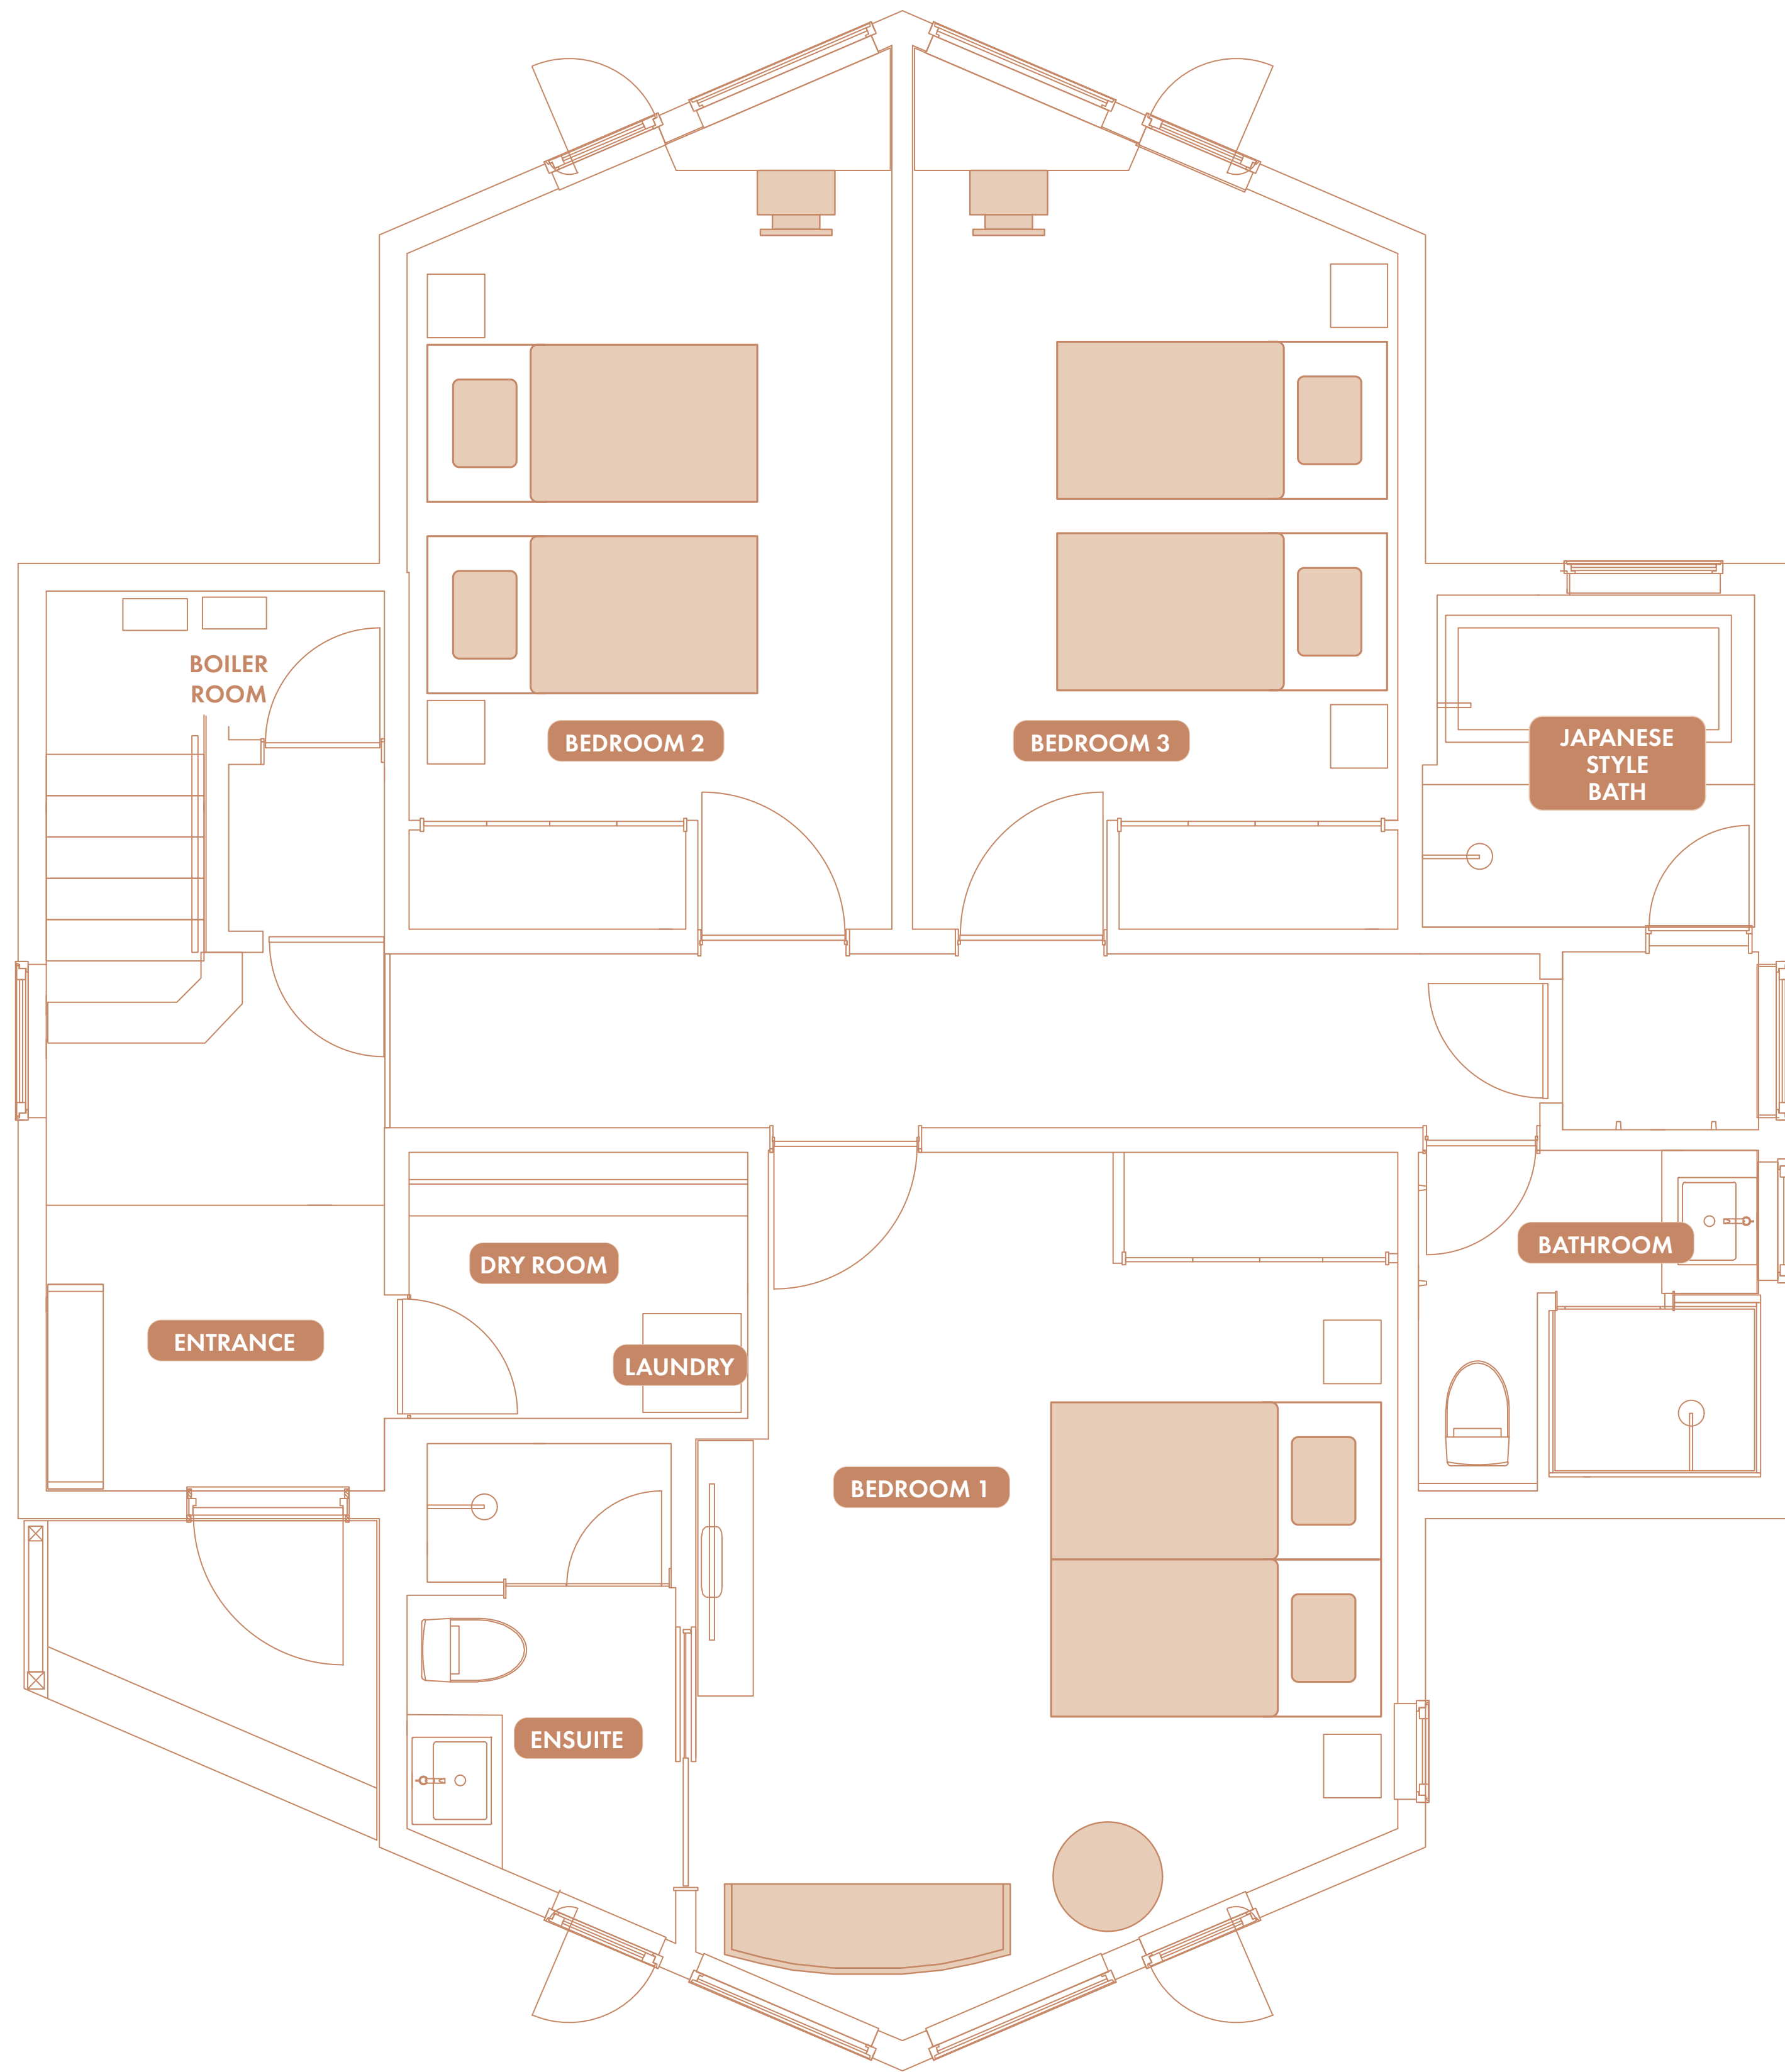 BOILER
ROOM
BEDROOM 2
BEDROOM 3
JAPANESE
STYLE
BATH
DRY ROOM
BATHROOM
ENTRANCE
LAUNDRY
BEDROOM 1
ENSUITE